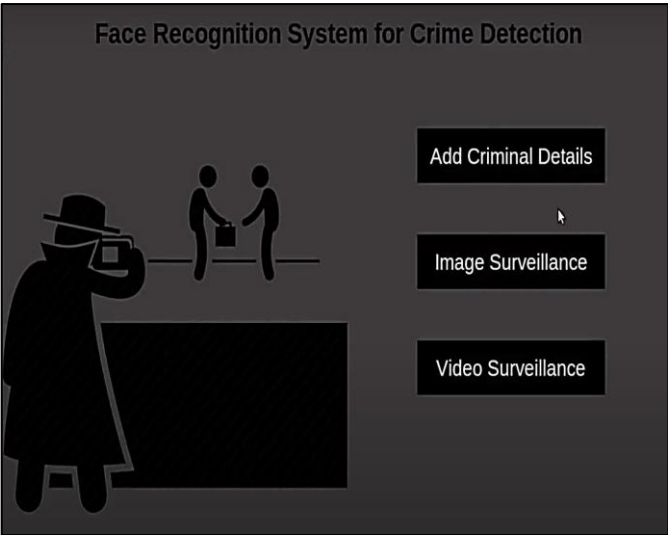 Face Recognition System for Crime Detection
Add Criminal Details
Image Surveillance
Video Surveillance